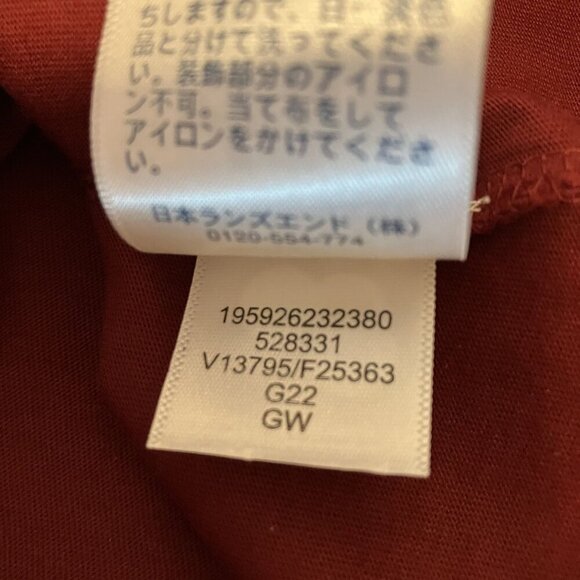 ちしますので、白・淡色
品と分けて洗ってくださ
い。装飾部分のアイロ
ン不可。当て布をして
アイロンをかけてくださ
い。
日本ランズエンド（株）
0120-554-774
195926232380
528331
V13795/F25363
G22
GW